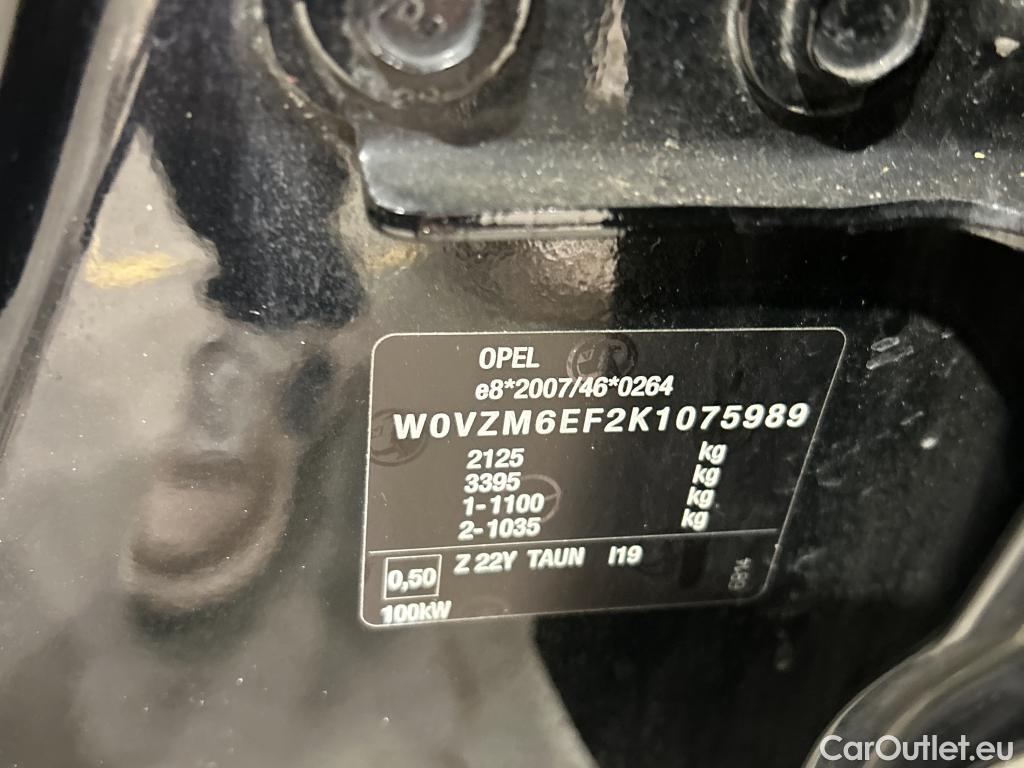 OPEL
e8*2007/46*0264
W0VZM6EF2K1075989
2125 kg
3395 kg
1-1100 kg
2-1035 kg
0,50 Z 22Y TAUN I19
100kW
CarOutlet.eu